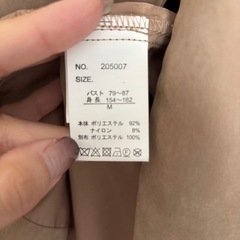 NO. 205007
SIZE.
バスト 79~87
身長 154~162
M
本体 ポリエステル 92%
ナイロン 8%
別布 ポリエステル 100%